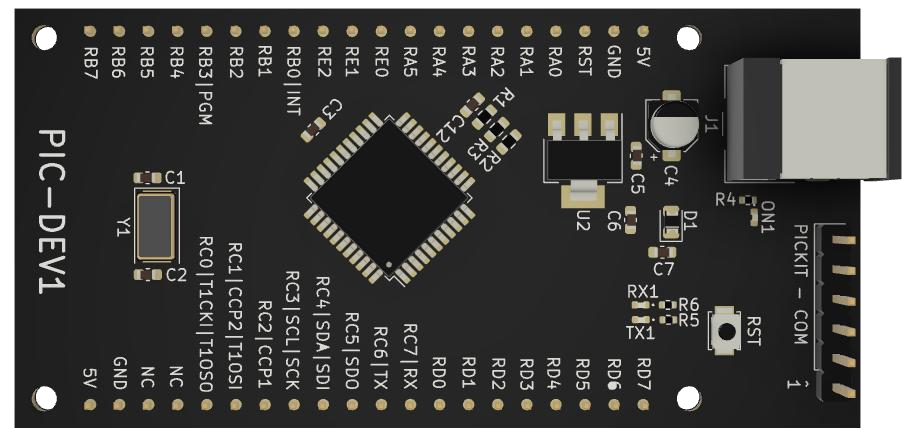 RB7
RB6
RB5
RB4
RB3|PGM
RB2
RB1
RB0|INT
RE2
RE1
RE0
RA5
RA4
RA3
RA2
RA1
RA0
RST
GND
5V
PIC-DEV1
C3
R1
C12
R3
R2
J1
C4
C5
C6
U2
D1
C7
R4
ON1
C1
Y1
C2
PICKIT - COM
1
RX1
R6
TX1
R5
RST
5V
GND
NC
NC
RC0|T1CKI|T1OSO
RC1|CCP2|T1OSI
RC2|CCP1
RC3|SCL|SCK
RC4|SDA|SDI
RC5|SDO
RC6|TX
RC7|RX
RD0
RD1
RD2
RD3
RD4
RD5
RD6
RD7